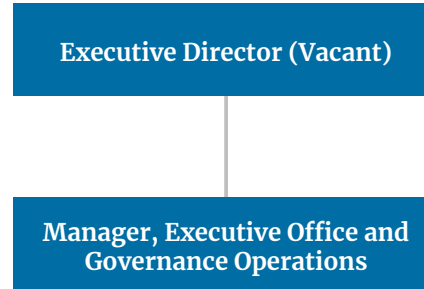 Executive Director (Vacant)
Manager, Executive Office and
Governance Operations